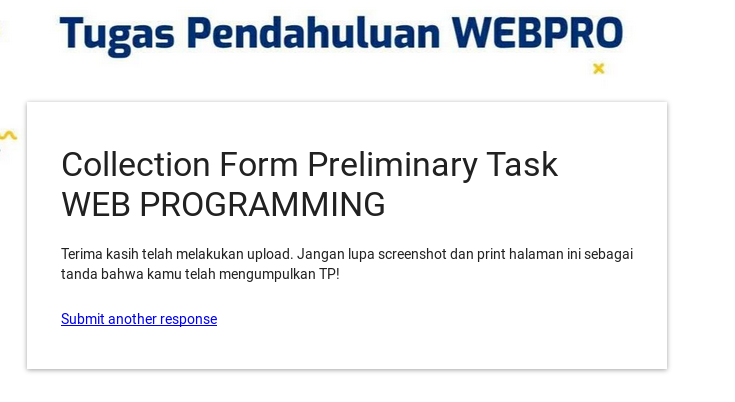 Tugas Pendahuluan WEBPRO
Collection Form Preliminary Task
WEB PROGRAMMING
Terima kasih telah melakukan upload. Jangan lupa screenshot dan print halaman ini sebagai
tanda bahwa kamu telah mengumpulkan TP!
Submit another response